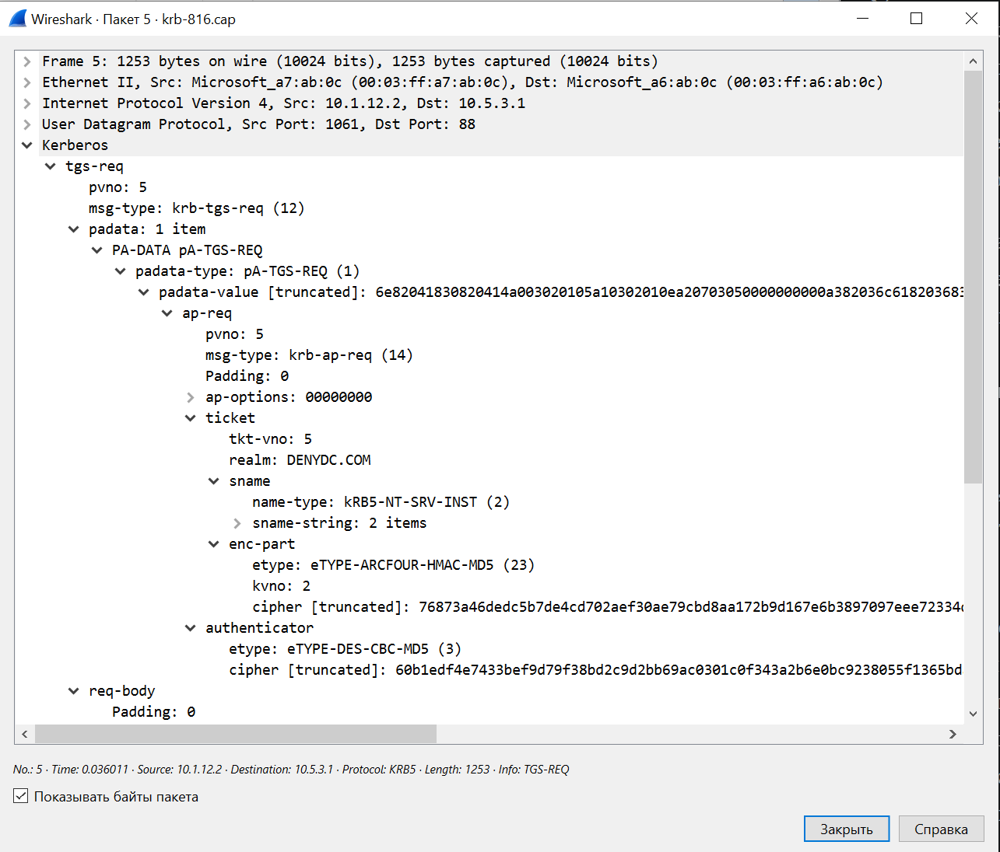 Wireshark · Пакет 5 · krb-816.cap
Frame 5: 1253 bytes on wire (10024 bits), 1253 bytes captured (10024 bits)
Ethernet II, Src: Microsoft_a7:ab:0c (00:03:ff:a7:ab:0c), Dst: Microsoft_a6:ab:0c (00:03:ff:a6:ab:0c)
Internet Protocol Version 4, Src: 10.1.12.2, Dst: 10.5.3.1
User Datagram Protocol, Src Port: 1061, Dst Port: 88
Kerberos
tgs-req
pvno: 5
msg-type: krb-tgs-req (12)
padata: 1 item
PA-DATA pA-TGS-REQ
padata-type: pA-TGS-REQ (1)
padata-value [truncated]: 6e82041830820414a003020105a10302010ea20703050000000000a382036c618203683
ap-req
pvno: 5
msg-type: krb-ap-req (14)
Padding: 0
ap-options: 00000000
ticket
tkt-vno: 5
realm: DENYDC.COM
sname
name-type: kRB5-NT-SRV-INST (2)
sname-string: 2 items
enc-part
etype: eTYPE-ARCFOUR-HMAC-MD5 (23)
kvno: 2
cipher [truncated]: 76873a46dedc5b7de4cd702aef30ae79cbd8aa172b9d167e6b3897097eee72334
authenticator
etype: eTYPE-DES-CBC-MD5 (3)
cipher [truncated]: 60b1edf4e7433bef9d79f38bd2c9d2bb69ac0301c0f343a2b6e0bc9238055f1365bd
req-body
Padding: 0
No.: 5 · Time: 0.036011 · Source: 10.1.12.2 · Destination: 10.5.3.1 · Protocol: KRB5 · Length: 1253 · Info: TGS-REQ
Показывать байты пакета
Закрыть
Справка